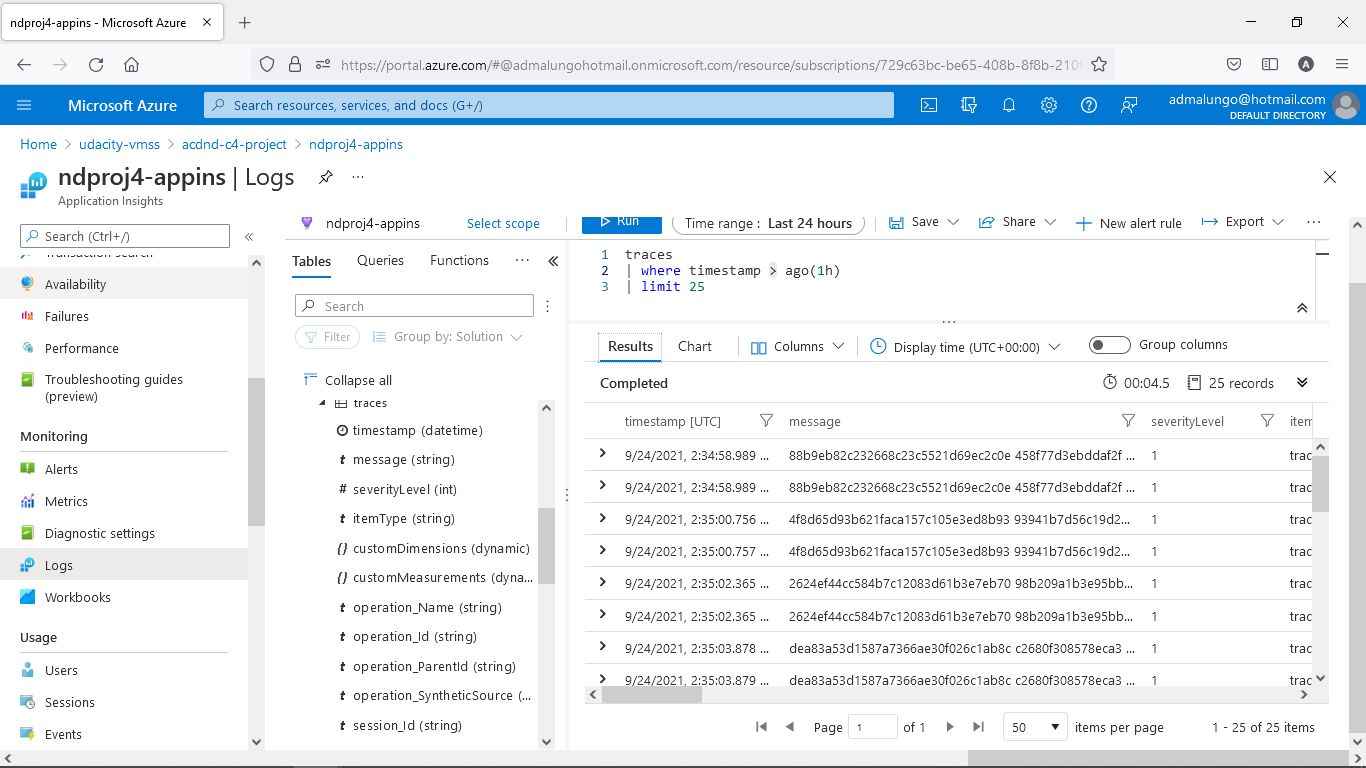 ndproj4-appins - Microsoft Azure
https://portal.azure.com/#@admalungohotmail.onmicrosoft.com/resource/subscriptions/729c63bc-be65-408b-8f8b-210f
A
Microsoft Azure
Search resources, services, and docs (G+/)
admalungo@hotmail.com
DEFAULT DIRECTORY
Home > udacity-vmss > acdnd-c4-project > ndproj4-appins
ndproj4-appins | Logs
Application Insights
Search (Ctrl+/)
Transaction search
Availability
Failures
Performance
Troubleshooting guides
(preview)
Monitoring
Alerts
Metrics
Diagnostic settings
Logs
Workbooks
Usage
Users
Sessions
Events
ndproj4-appins
Select scope
Run
Time range : Last 24 hours
Save
Share
New alert rule
Export
Tables
Queries
Functions
Search
Filter
Group by: Solution
Collapse all
traces
timestamp (datetime)
message (string)
severityLevel (int)
itemType (string)
customDimensions (dynamic)
customMeasurements (dyna...
operation_Name (string)
operation_Id (string)
operation_ParentId (string)
operation_SyntheticSource (...
session_Id (string)
1 traces
2 | where timestamp > ago(1h)
3 | limit 25
Results
Chart
Columns
Display time (UTC+00:00)
Group columns
Completed
00:04.5
25 records
timestamp [UTC] message severityLevel item
9/24/2021, 2:34:58.989 ... 88b9eb82c232668c23c5521d69ec2c0e 458f77d3ebddaf2f ... 1 trac
9/24/2021, 2:34:58.989 ... 88b9eb82c232668c23c5521d69ec2c0e 458f77d3ebddaf2f ... 1 trac
9/24/2021, 2:35:00.756 ... 4f8d65d93b621faca157c105e3ed8b93 93941b7d56c19d2... 1 trac
9/24/2021, 2:35:00.757 ... 4f8d65d93b621faca157c105e3ed8b93 93941b7d56c19d2... 1 trac
9/24/2021, 2:35:02.365 ... 2624ef44cc584b7c12083d61b3e7eb70 98b209a1b3e95bb... 1 trac
9/24/2021, 2:35:02.365 ... 2624ef44cc584b7c12083d61b3e7eb70 98b209a1b3e95bb... 1 trac
9/24/2021, 2:35:03.878 ... dea83a53d1587a7366ae30f026c1ab8c c2680f308578eca3 ... 1 trac
9/24/2021, 2:35:03.879 ... dea83a53d1587a7366ae30f026c1ab8c c2680f308578eca3 ... 1 trac
Page 1 of 1
50 items per page
1 - 25 of 25 items